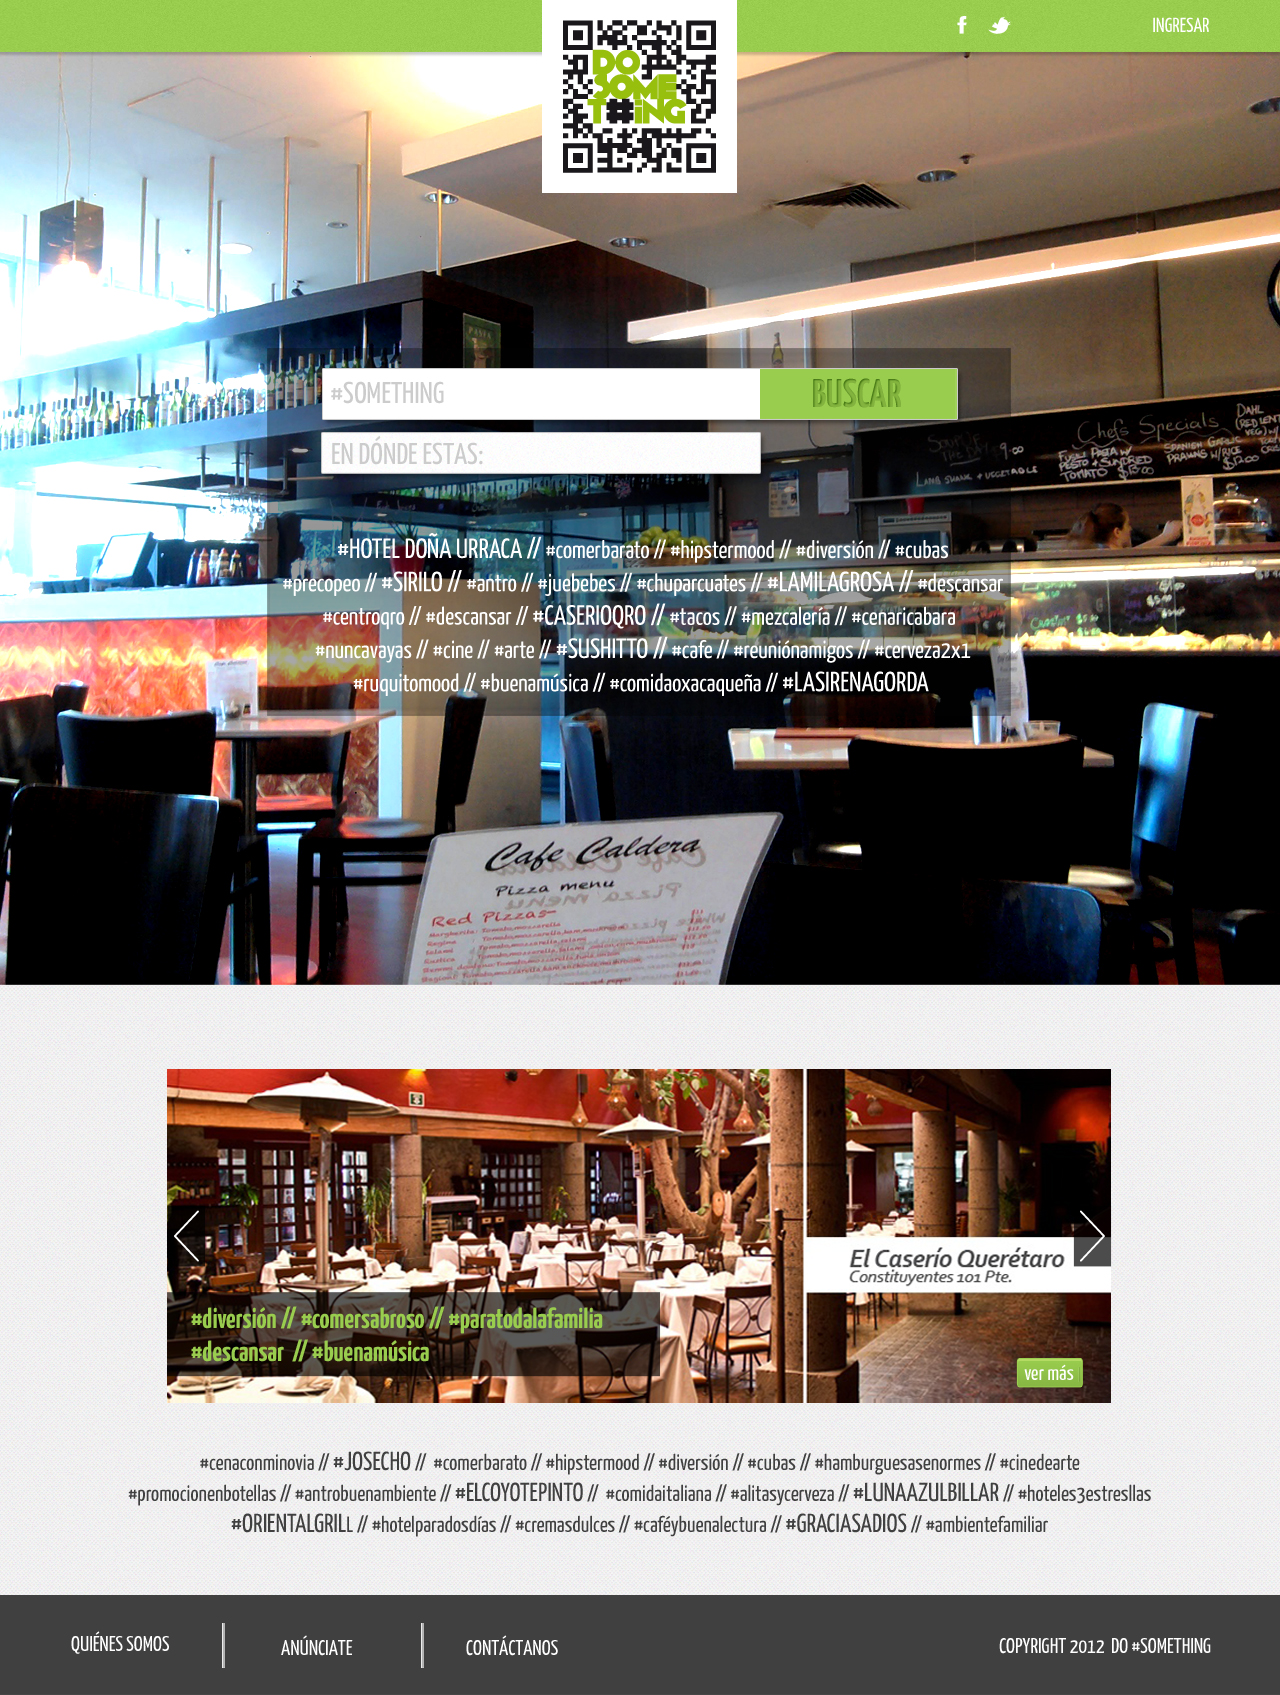 INGRESAR
DO
SOME
T#ING
#SOMETHING
BUSCAR
EN DÓNDE ESTAS:
Chefs Specials
#HOTEL DOÑA URRACA // #comerbarato // #hipstermood // #diversión // #cubas
#precopeo // #SIRILO // #antro // #juebebes // #chuparcuates // #LAMILAGROSA // #descansar
#centroqro // #descansar // #CASERIOQRO // #tacos // #mezcalería // #cenaricabara
#nuncavayas // #cine // #arte // #SUSHITTO // #cafe // #reuniónamigos // #cerveza2x1
#ruquitomood // #buenamúsica // #comidaoxacaqueña // #LASIRENAGORDA
Cafe Caldera
Pizza menu
Red Pizzas
El Caserío Querétaro
Constituyentes 101 Pte.
#diversión // #comersabroso // #paratodalafamilia
#descansar // #buenamúsica
ver más
#cenaconminovia // #JOSECHO // #comerbarato // #hipstermood // #diversión // #cubas // #hamburguesasenormes // #cinedearte
#promocionenbotellas // #antrobuenambiente // #ELCOYOTEPINTO // #comidaitaliana // #alitasycerveza // #LUNAAZULBILLAR // #hoteles3estresllas
#ORIENTALGRILL // #hotelparadosdías // #cremasdulces // #caféybuenalectura // #GRACIASADIOS // #ambientefamiliar
QUIÉNES SOMOS
ANÚNCIATE
CONTÁCTANOS
COPYRIGHT 2012 DO #SOMETHING